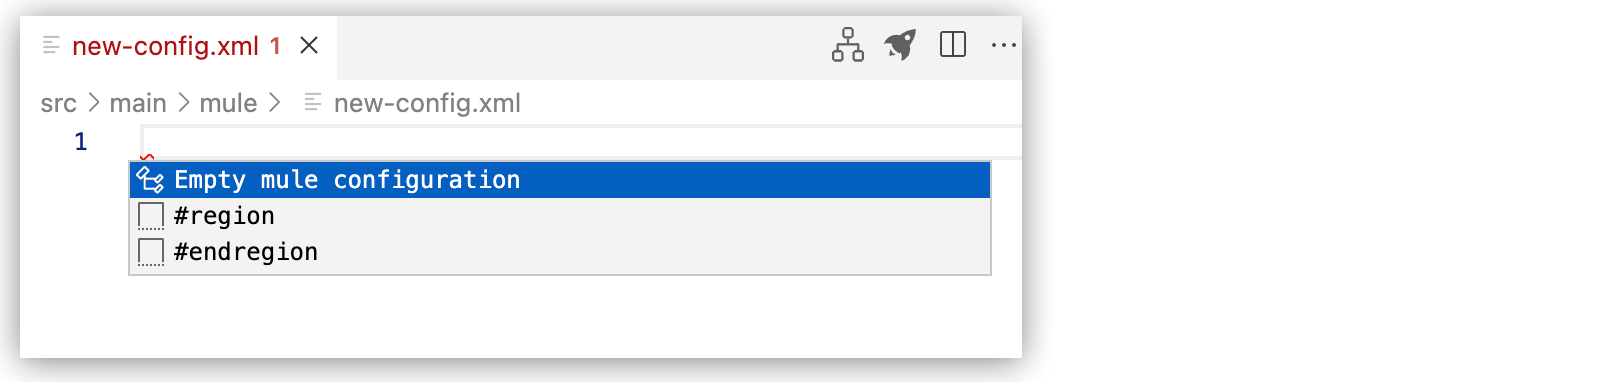 new-config.xml 1
src > main > mule > new-config.xml
1
Empty mule configuration
#region
#endregion